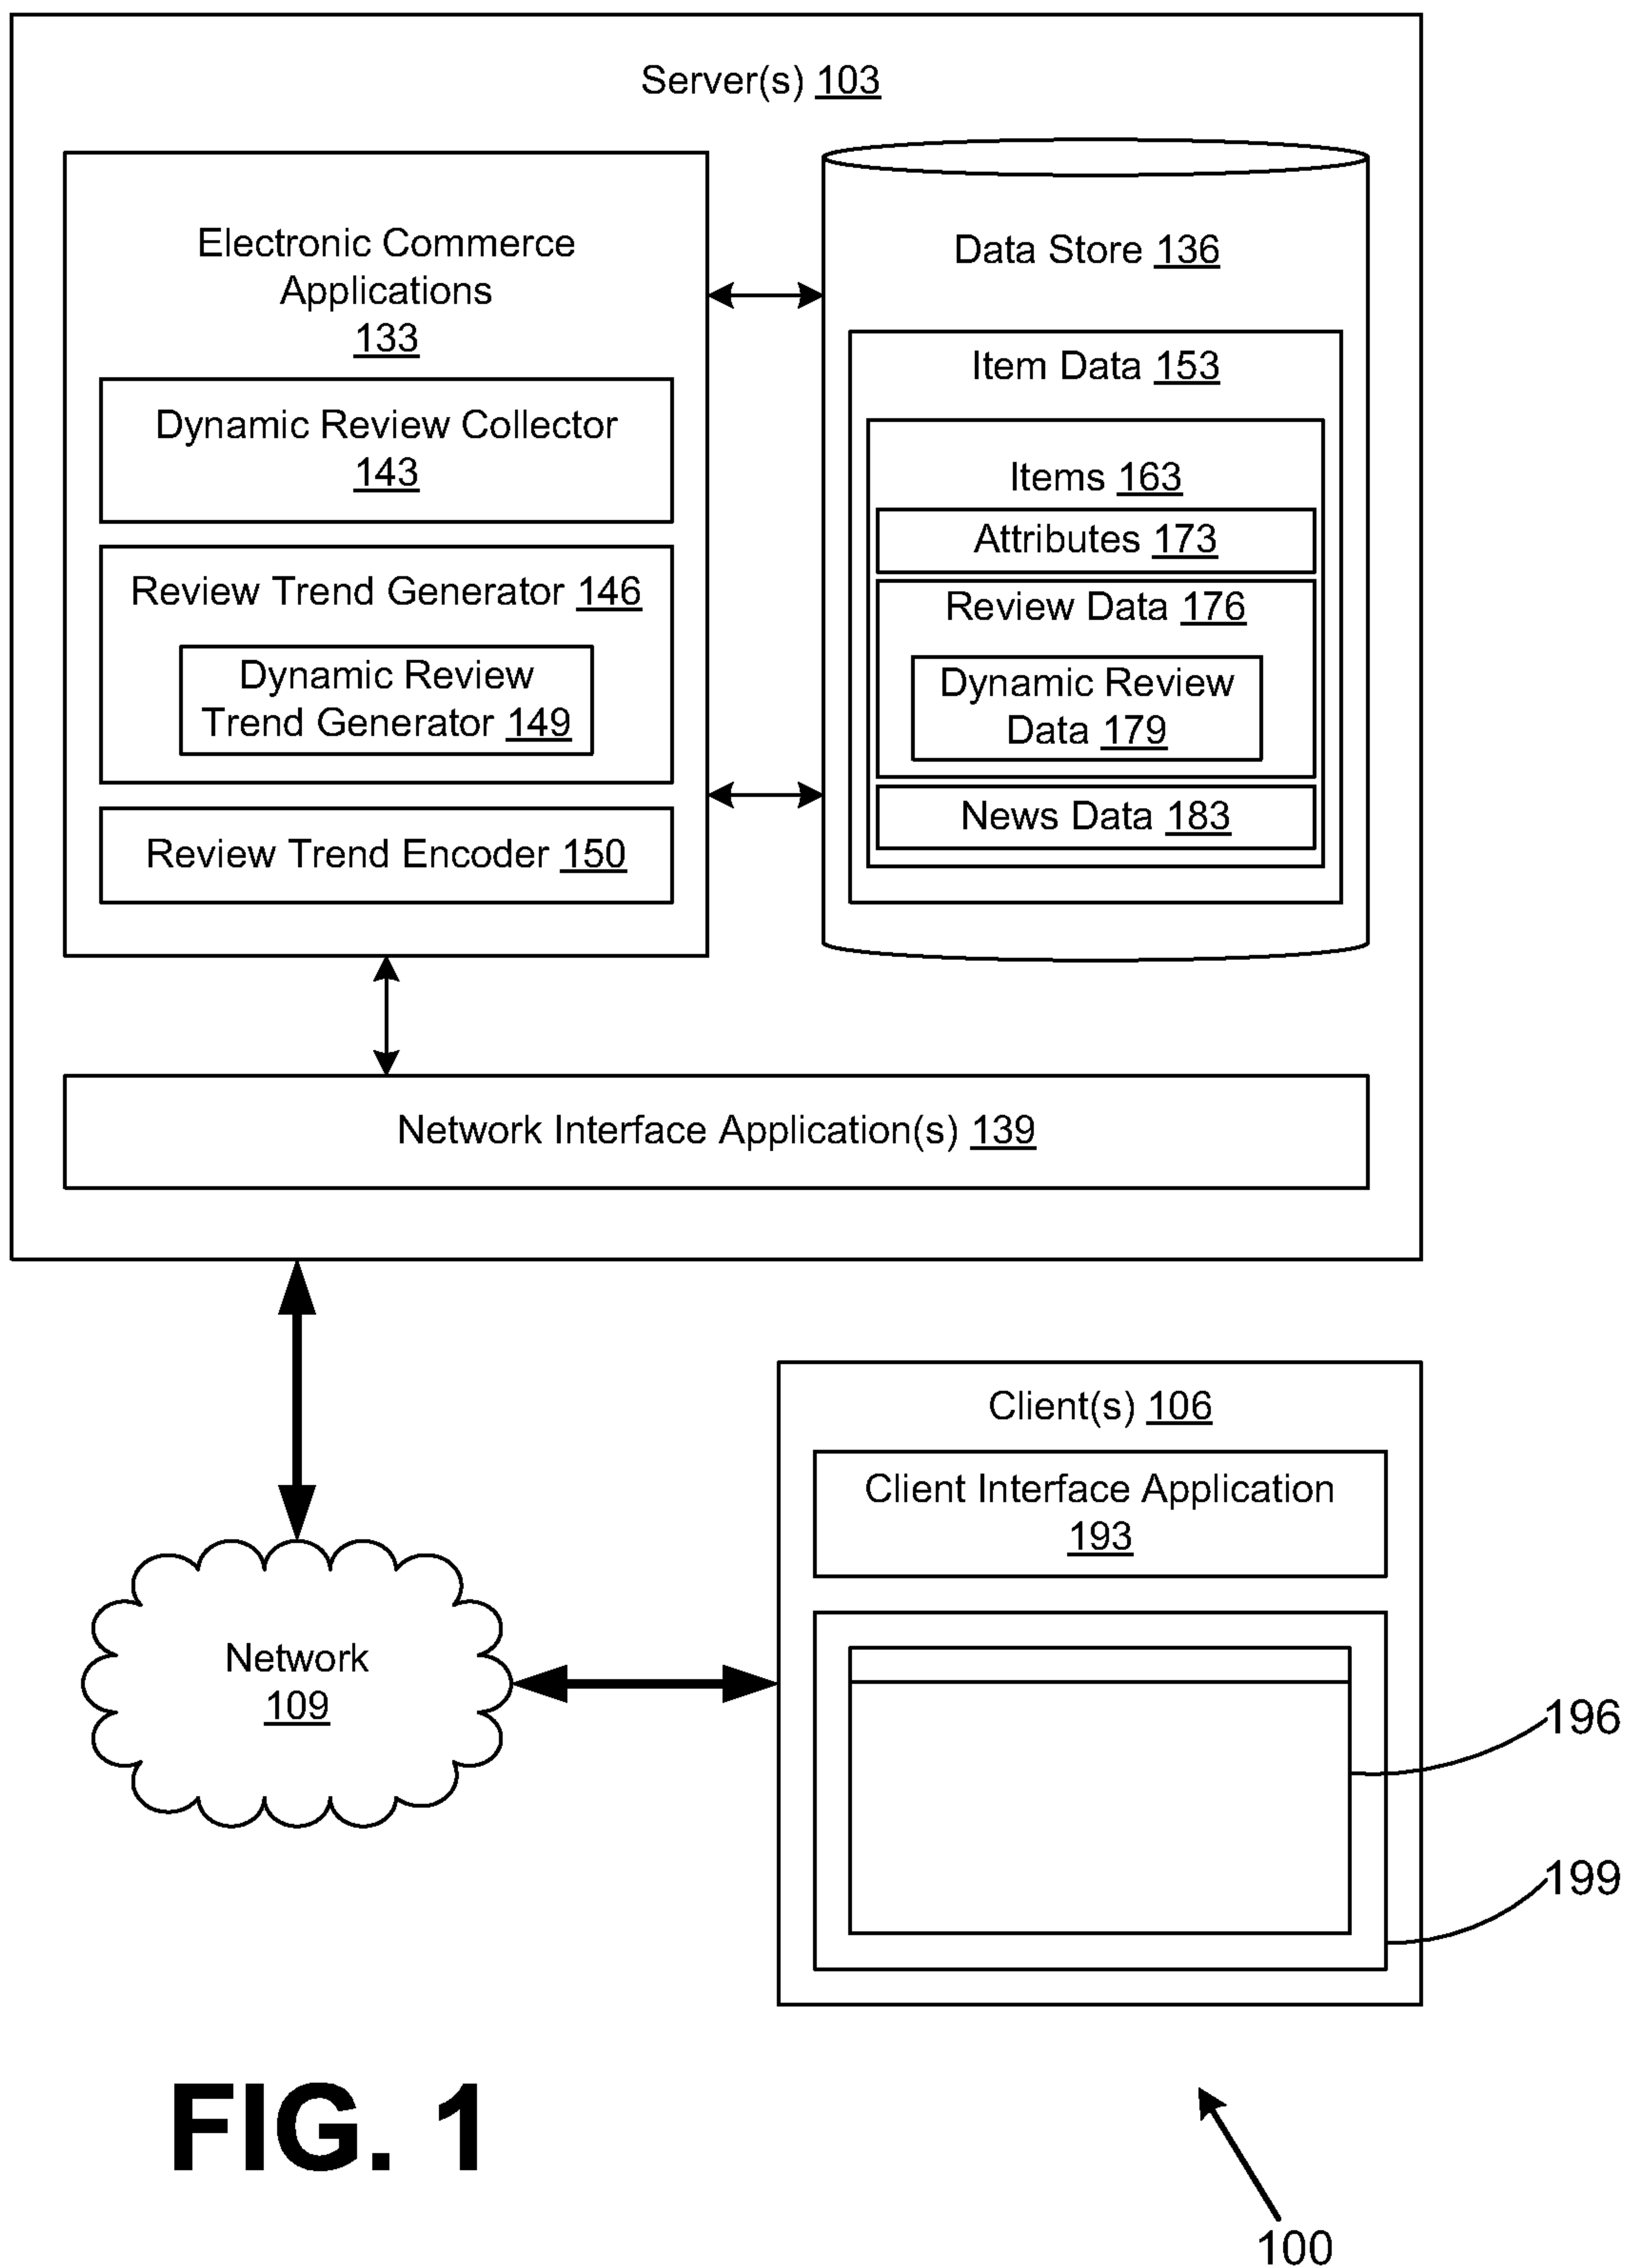 Server(s) 103
Electronic Commerce
Applications
133
Dynamic Review Collector
143
Review Trend Generator 146
Dynamic Review
Trend Generator 149
Review Trend Encoder 150
Data Store 136
Item Data 153
Items 163
Attributes 173
Review Data 176
Dynamic Review
Data 179
News Data 183
Network Interface Application(s) 139
Client(s) 106
Client Interface Application
193
Network
109
196
199
FIG. 1
100